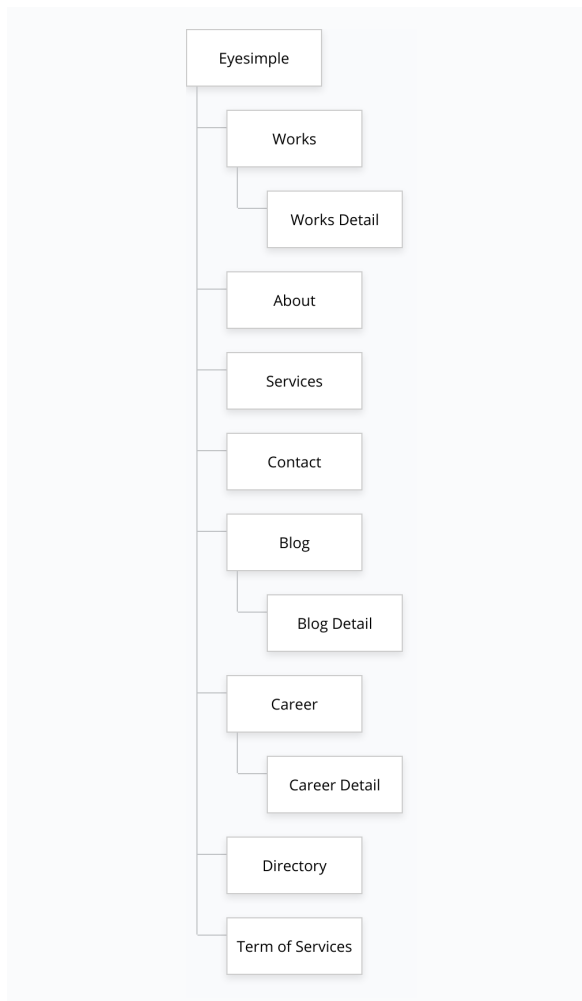 Eyesimple
Works
Works Detail
About
Services
Contact
Blog
Blog Detail
Career
Career Detail
Directory
Term of Services